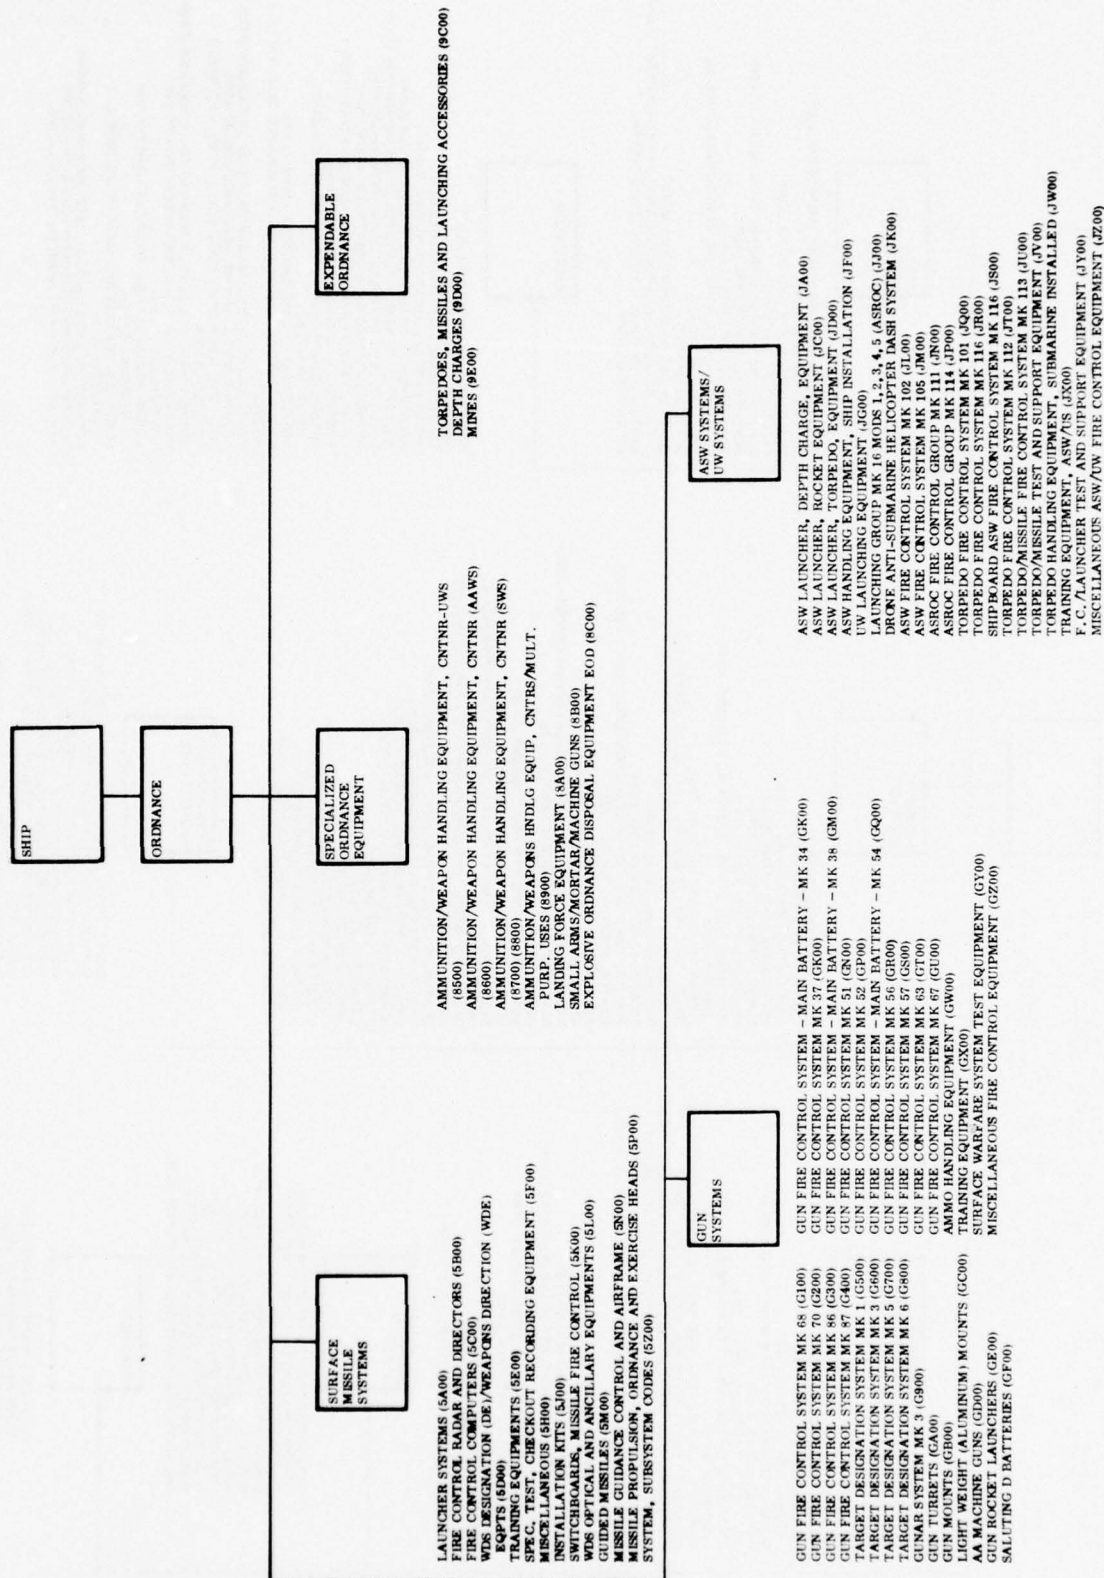 SHIP
ORDNANCE
SURFACE
MISSILE
SYSTEMS
LAUNCHER SYSTEMS (5A00)
FIRE CONTROL RADAR AND DIRECTORS (5B00)
FIRE CONTROL COMPUTERS (5C00)
WDS DESIGNATION (DE)/WEAPONS DIRECTION (WDE)
EQPTS (5D00)
TRAINING EQUIPMENTS (5E00)
SPEC, TEST, CHECKOUT RECORDING EQUIPMENT (5F00)
MISCELLANEOUS (5H00)
INSTALLATION KITS (5J00)
SWITCHBOARDS, MISSILE FIRE CONTROL (5K00)
WDS OPTICAL AND ANCILLARY EQUIPMENTS (5L00)
GUIDED MISSILES (5M00)
MISSILE GUIDANCE CONTROL AND AIRFRAME (5N00)
MISSILE PROPULSION, ORDNANCE AND EXERCISE HEADS (5P00)
SYSTEM, SUBSYSTEM CODES (5Z00)
SPECIALIZED
ORDNANCE
EQUIPMENT
AMMUNITION/WEAPON HANDLING EQUIPMENT, CNTNR-UWS
(8500)
AMMUNITION/WEAPON HANDLING EQUIPMENT, CNTNR (AAWS)
(8600)
AMMUNITION/WEAPON HANDLING EQUIPMENT, CNTNR (SWS)
(8700) (8800)
AMMUNITION/WEAPONS HNDLG EQUIP, CNTRS/MULT.
PURP. USES (8900)
LANDING FORCE EQUIPMENT (8A00)
SMALL ARMS/MORTAR/MACHINE GUNS (8B00)
EXPLOSIVE ORDNANCE DISPOSAL EQUIPMENT EOD (8C00)
EXPENDABLE
ORDNANCE
TORPEDOES, MISSILES AND LAUNCHING ACCESSORIES (9C00)
DEPTH CHARGES (9D00)
MINES (9E00)
GUN
SYSTEMS
GUN FIRE CONTROL SYSTEM MK 68 (G100)
GUN FIRE CONTROL SYSTEM MK 70 (G200)
GUN FIRE CONTROL SYSTEM MK 86 (G300)
GUN FIRE CONTROL SYSTEM MK 87 (G400)
TARGET DESIGNATION SYSTEM MK 1 (G500)
TARGET DESIGNATION SYSTEM MK 3 (G600)
TARGET DESIGNATION SYSTEM MK 5 (G700)
TARGET DESIGNATION SYSTEM MK 6 (G800)
GUNAR SYSTEM MK 3 (G900)
GUN TURRETS (GA00)
GUN MOUNTS (GB00)
LIGHT WEIGHT (ALUMINUM) MOUNTS (GC00)
AA MACHINE GUNS (GD00)
GUN ROCKET LAUNCHERS (GE00)
SALUTING D BATTERIES (GF00)
GUN FIRE CONTROL SYSTEM - MAIN BATTERY - MK 34 (GK00)
GUN FIRE CONTROL SYSTEM MK 37 (GK00)
GUN FIRE CONTROL SYSTEM - MAIN BATTERY - MK 38 (GM00)
GUN FIRE CONTROL SYSTEM MK 51 (GN00)
GUN FIRE CONTROL SYSTEM MK 52 (GP00)
GUN FIRE CONTROL SYSTEM - MAIN BATTERY - MK 54 (GQ00)
GUN FIRE CONTROL SYSTEM MK 56 (GR00)
GUN FIRE CONTROL SYSTEM MK 57 (GS00)
GUN FIRE CONTROL SYSTEM MK 63 (GT00)
GUN FIRE CONTROL SYSTEM MK 67 (GU00)
AMMO HANDLING EQUIPMENT (GW00)
TRAINING EQUIPMENT (GX00)
SURFACE WARFARE SYSTEM TEST EQUIPMENT (GY00)
MISCELLANEOUS FIRE CONTROL EQUIPMENT (GZ00)
ASW SYSTEMS/
UW SYSTEMS
ASW LAUNCHER, DEPTH CHARGE, EQUIPMENT (JA00)
ASW LAUNCHER, ROCKET EQUIPMENT (JC00)
ASW LAUNCHER, TORPEDO, EQUIPMENT (JD00)
ASW HANDLING EQUIPMENT, SHIP INSTALLATION (JF00)
UW LAUNCHING EQUIPMENT (JG00)
LAUNCHING GROUP MK 16 MODS 1, 2, 3, 4, 5 (ASROC) (JJ00)
DRONE ANTI-SUBMARINE HELICOPTER DASH SYSTEM (JK00)
ASW FIRE CONTROL SYSTEM MK 102 (JL00)
ASW FIRE CONTROL SYSTEM MK 105 (JM00)
ASROC FIRE CONTROL GROUP MK 111 (JN00)
ASROC FIRE CONTROL GROUP MK 114 (JP00)
TORPEDO FIRE CONTROL SYSTEM MK 101 (JQ00)
TORPEDO FIRE CONTROL SYSTEM MK 116 (JR00)
SHIPBOARD ASW FIRE CONTROL SYSTEM MK 116 (JS00)
TORPEDO FIRE CONTROL SYSTEM MK 112 (JT00)
TORPEDO/MISSILE FIRE CONTROL SYSTEM MK 113 (JU00)
TORPEDO/MISSILE TEST AND SUPPORT EQUIPMENT (JV00)
TORPEDO HANDLING EQUIPMENT, SUBMARINE INSTALLED (JW00)
TRAINING EQUIPMENT, ASW/US (JX00)
F.C./LAUNCHER TEST AND SUPPORT EQUIPMENT (JY00)
MISCELLANEOUS ASW/UW FIRE CONTROL EQUIPMENT (JZ00)